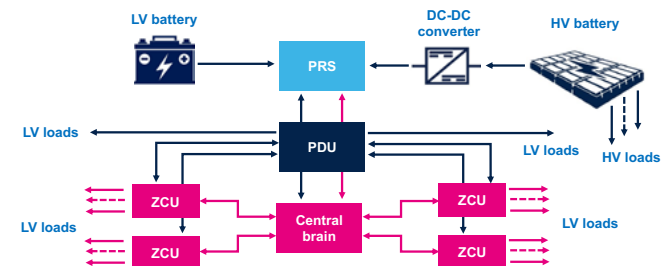 LV battery
DC-DC
converter
HV battery
PRS
LV loads
PDU
LV loads
HV loads
ZCU
ZCU
LV loads
Central
brain
LV loads
ZCU
ZCU